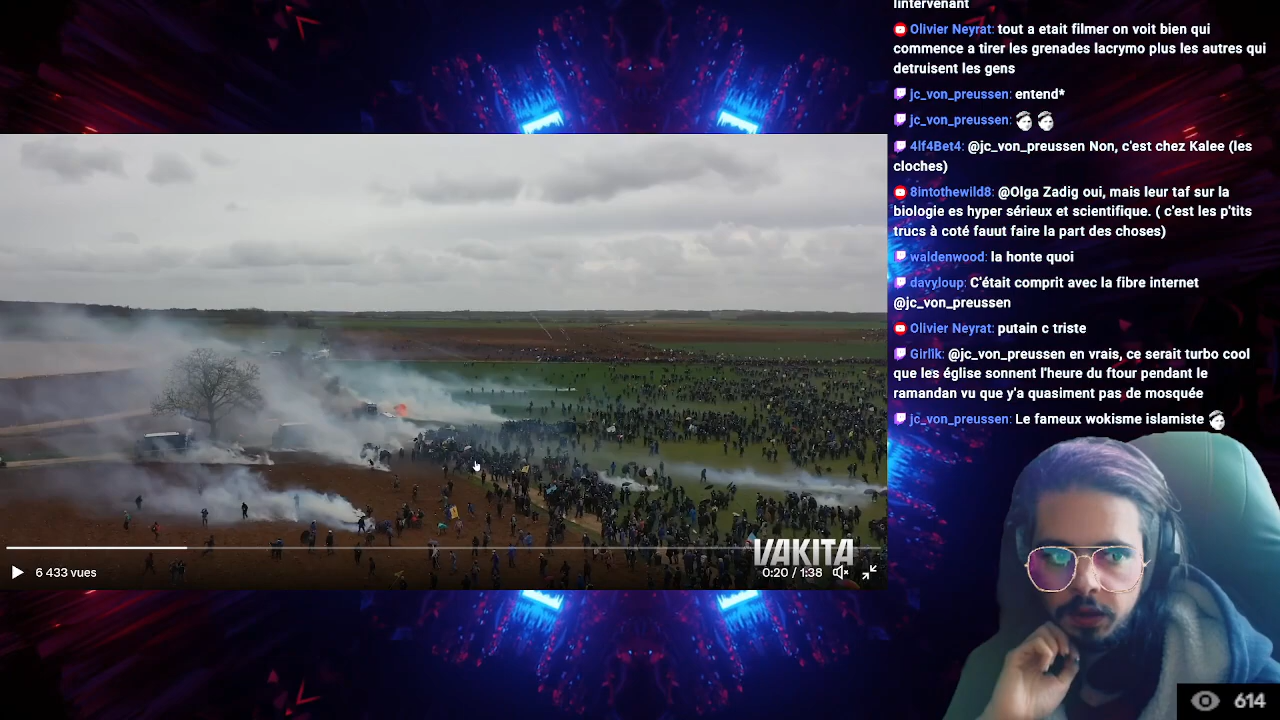 lintervenant
Olivier Neyrat: tout a etait filmer on voit bien qui
commence a tirer les grenades lacrymo plus les autres qui
detruisent les gens
jc_von_preussen: entend*
jc_von_preussen:
4lf4Bet4: @jc_von_preussen Non, c'est chez Kalee (les
cloches)
8intothewild8: @Olga Zadig oui, mais leur taf sur la
biologie es hyper sérieux et scientifique. ( c'est les p'tits
trucs à coté fauut faire la part des choses)
waldenwood: la honte quoi
davyloup: C'était comprit avec la fibre internet
@jc_von_preussen
Olivier Neyrat: putain c triste
Girllk: @jc_von_preussen en vrais, ce serait turbo cool
que les église sonnent l'heure du ftour pendant le
ramandan vu que y'a quasiment pas de mosquée
jc_von_preussen: Le fameux wokisme islamiste
VAKITA
6 433 vues
0:20 / 1:38
614